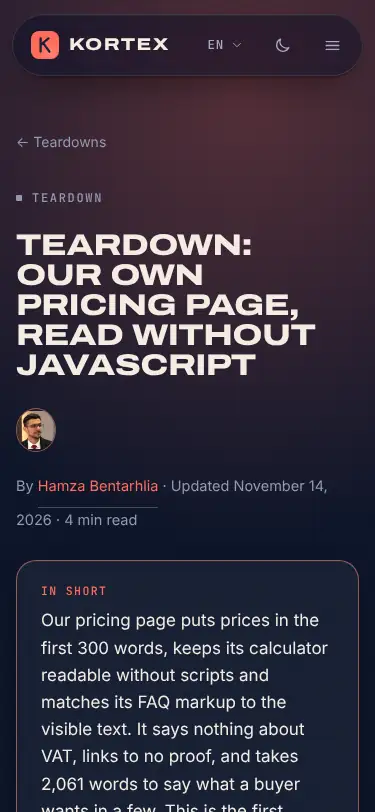 K KORTEX EN
← Teardowns
TEARDOWN
TEARDOWN:
OUR OWN
PRICING PAGE,
READ WITHOUT
JAVASCRIPT
By Hamza Bentarhlia · Updated November 14,
2026 · 4 min read
IN SHORT
Our pricing page puts prices in the
first 300 words, keeps its calculator
readable without scripts and
matches its FAQ markup to the
visible text. It says nothing about
VAT, links to no proof, and takes
2,061 words to say what a buyer
wants in a few. This is the first